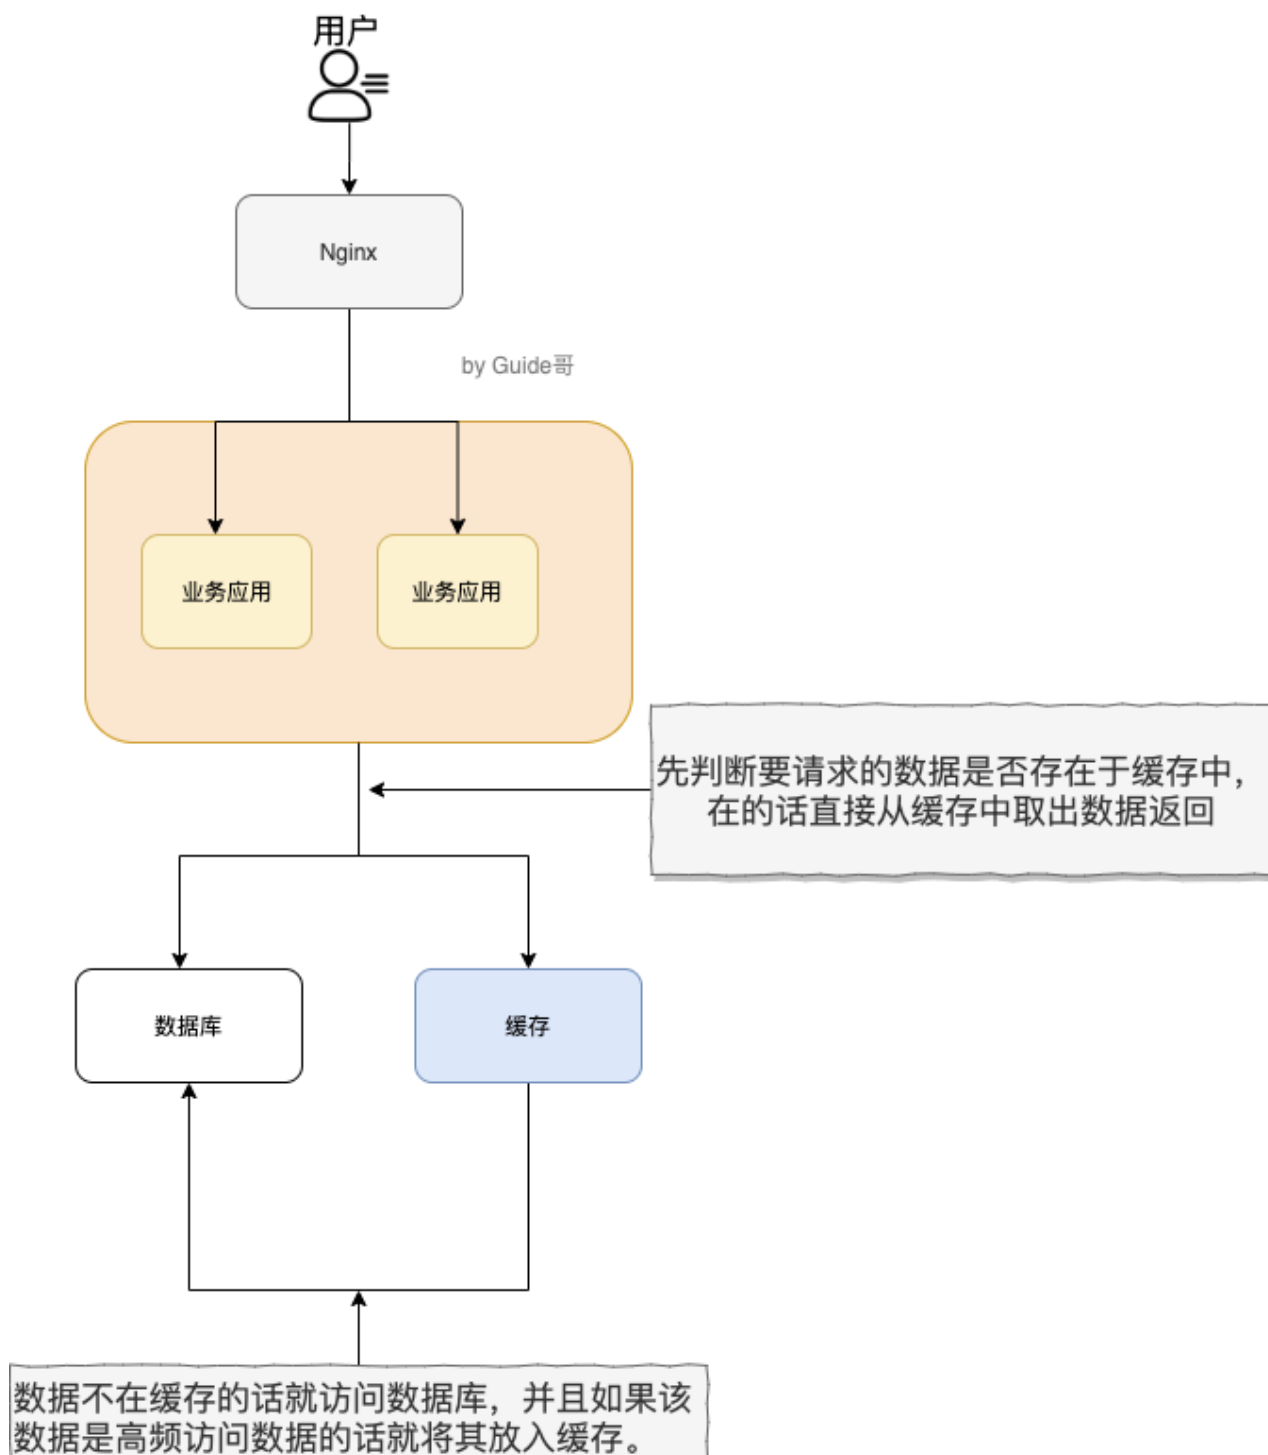 用户
Nginx
by Guide哥
业务应用
业务应用
先判断要请求的数据是否存在于缓存中，
在的话直接从缓存中取出数据返回
数据库
缓存
数据不在缓存的话就访问数据库，并且如果该
数据是高频访问数据的话就将其放入缓存。